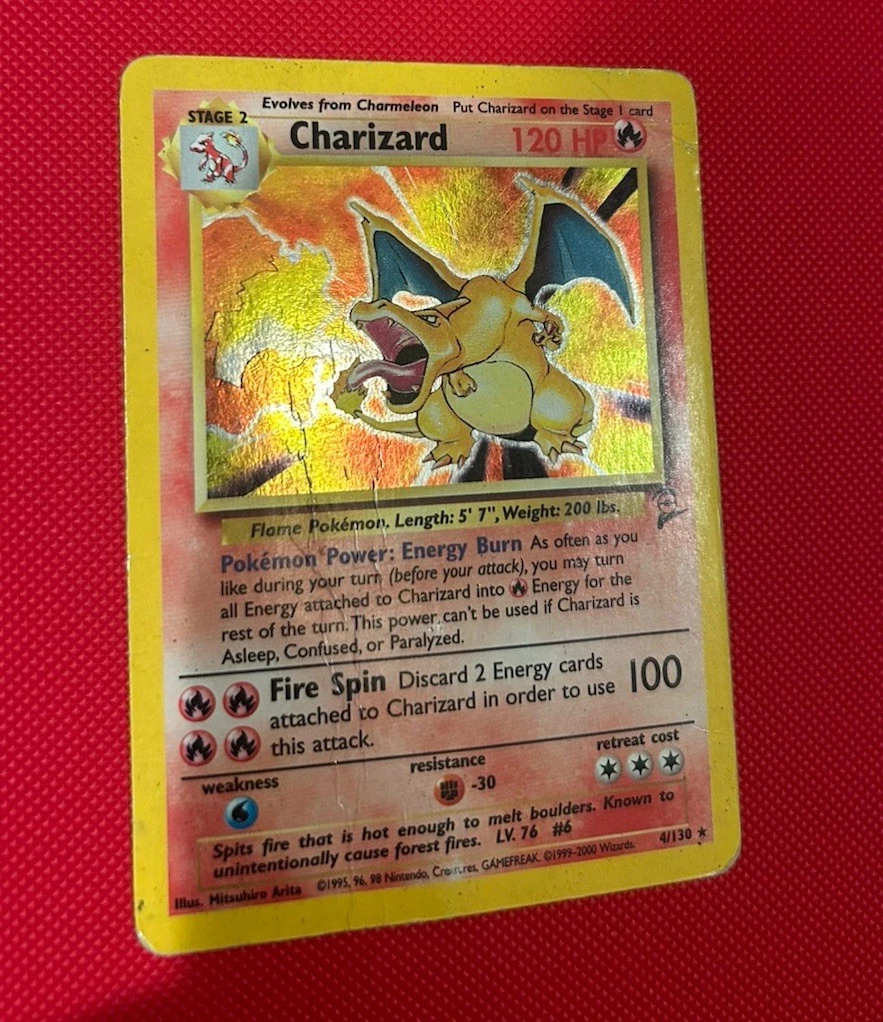 Evolves from Charmeleon Put Charizard on the Stage 1 card
STAGE 2
Charizard 120 HP
Flame Pokémon. Length: 5' 7", Weight: 200 lbs.
Pokémon Power: Energy Burn As often as you
like during your turn (before your attack), you may turn
all Energy attached to Charizard into Energy for the
rest of the turn. This power can't be used if Charizard is
Asleep, Confused, or Paralyzed.
Fire Spin Discard 2 Energy cards
attached to Charizard in order to use
this attack.
100
weakness
resistance
-30
retreat cost
Spits fire that is hot enough to melt boulders. Known to
unintentionally cause forest fires. LV. 76 #6
Illus. Mitsuhiro Arita ©1995, 96, 98 Nintendo, Creatures, GAMEFREAK. ©1999-2000 Wizards. 4/130 ★